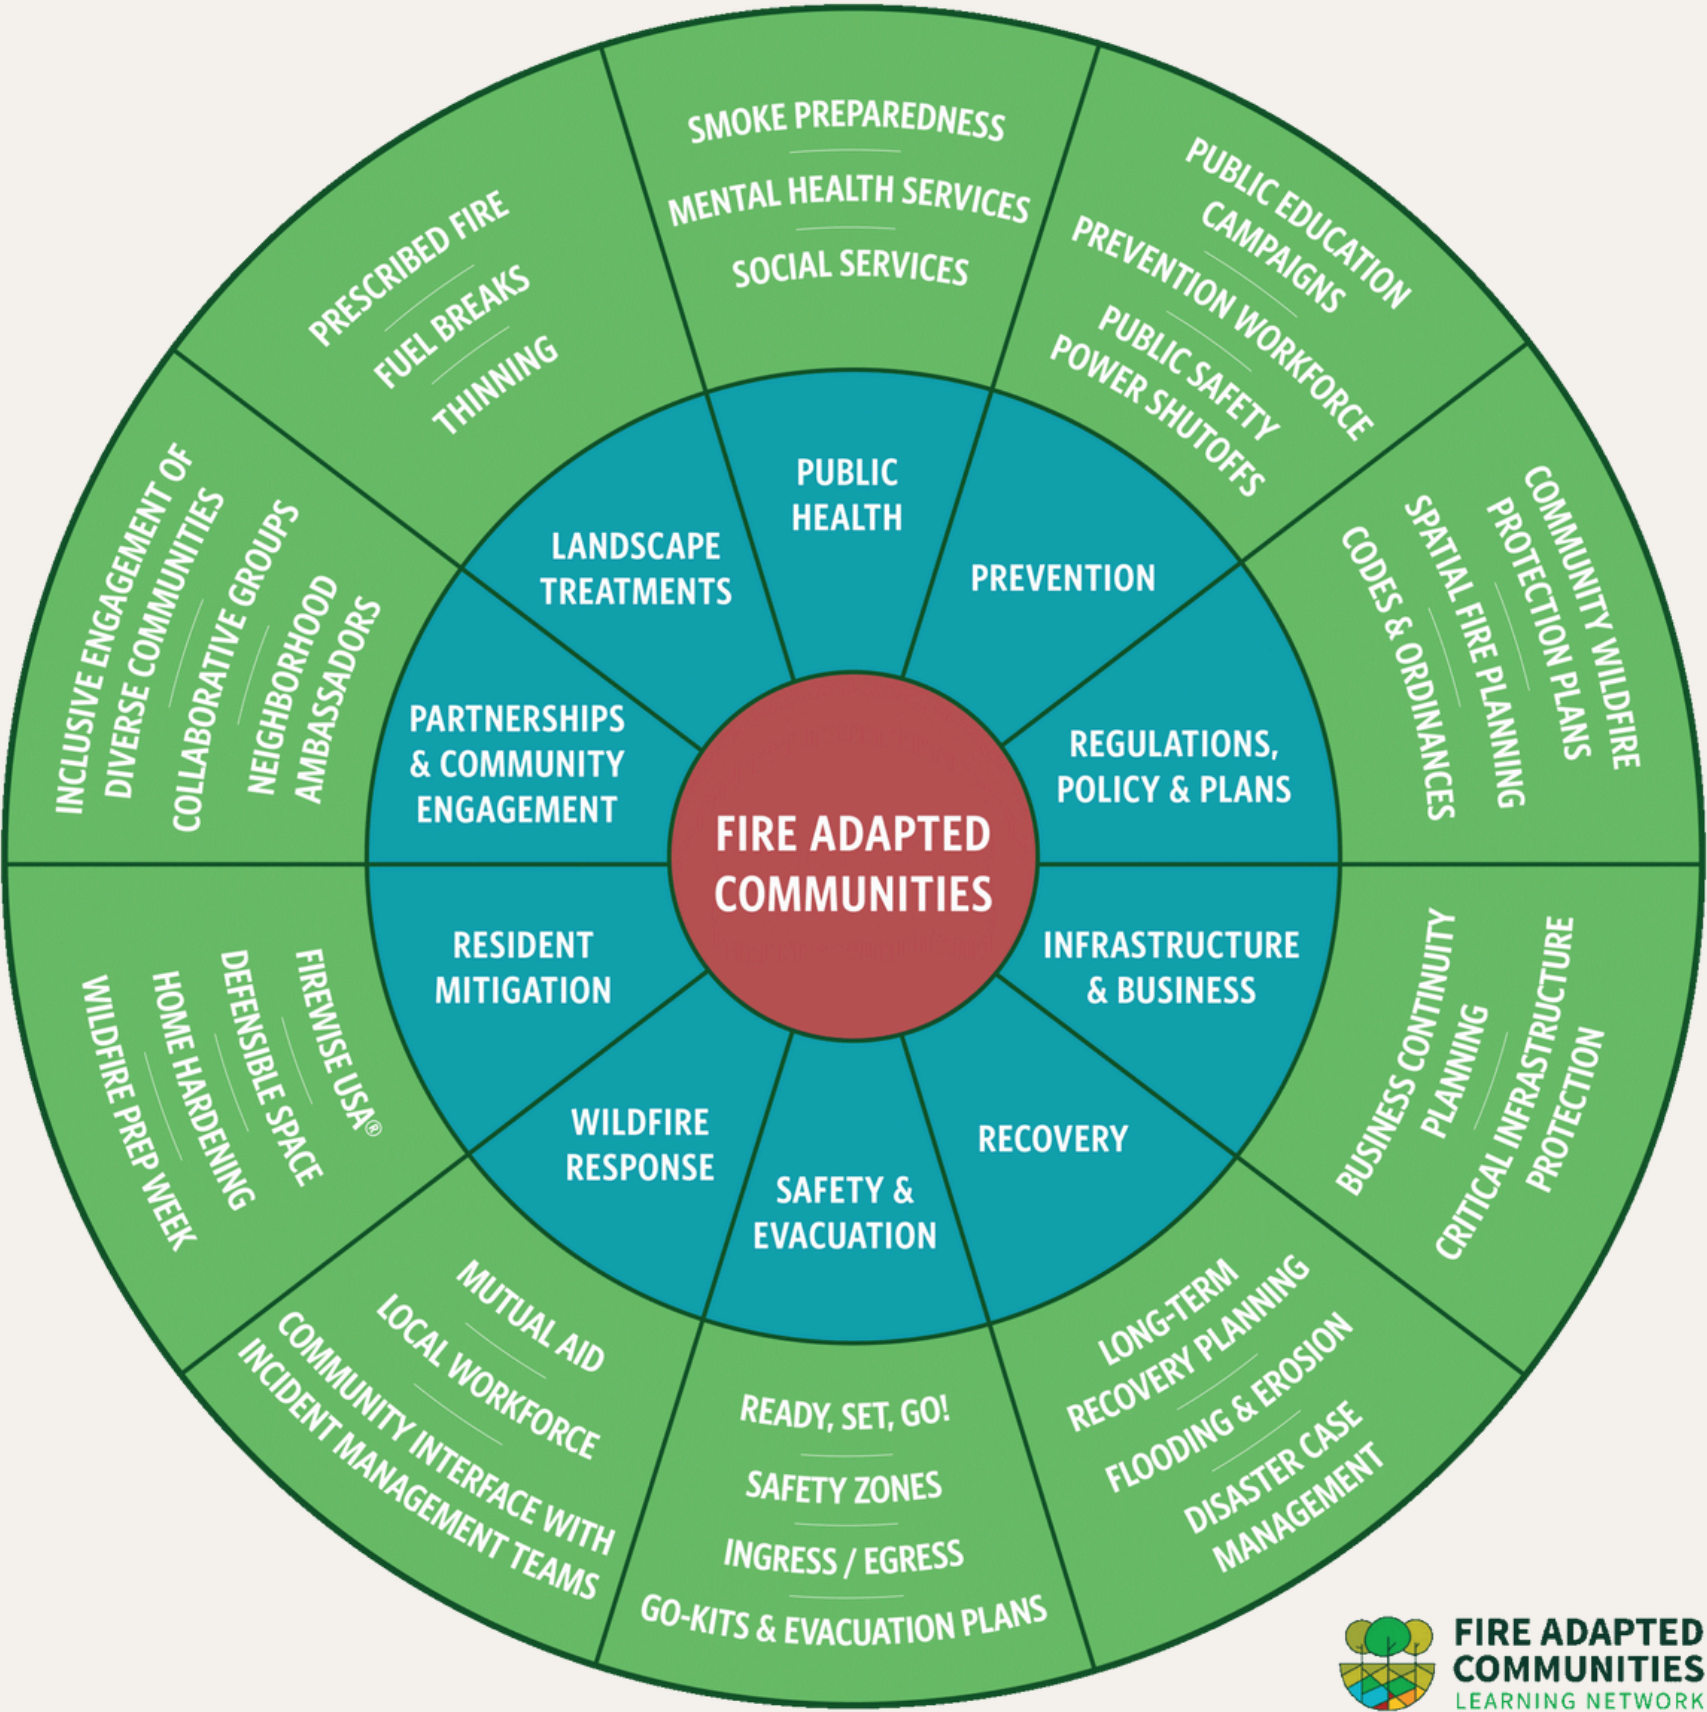 FIRE ADAPTED
COMMUNITIES
PUBLIC
HEALTH
SMOKE PREPAREDNESS
MENTAL HEALTH SERVICES
SOCIAL SERVICES
PREVENTION
PUBLIC EDUCATION
CAMPAIGNS
PREVENTION WORKFORCE
PUBLIC SAFETY
POWER SHUTOFFS
REGULATIONS,
POLICY & PLANS
COMMUNITY WILDFIRE
PROTECTION PLANS
SPATIAL FIRE PLANNING
CODES & ORDINANCES
INFRASTRUCTURE
& BUSINESS
BUSINESS CONTINUITY
PLANNING
CRITICAL INFRASTRUCTURE
PROTECTION
RECOVERY
LONG-TERM
RECOVERY PLANNING
FLOODING & EROSION
DISASTER CASE
MANAGEMENT
SAFETY &
EVACUATION
READY, SET, GO!
SAFETY ZONES
INGRESS / EGRESS
GO-KITS & EVACUATION PLANS
WILDFIRE
RESPONSE
MUTUAL AID
LOCAL WORKFORCE
COMMUNITY INTERFACE WITH
INCIDENT MANAGEMENT TEAMS
RESIDENT
MITIGATION
FIREWISE USA®
DEFENSIBLE SPACE
HOME HARDENING
WILDFIRE PREP WEEK
PARTNERSHIPS
& COMMUNITY
ENGAGEMENT
INCLUSIVE ENGAGEMENT OF
DIVERSE COMMUNITIES
COLLABORATIVE GROUPS
NEIGHBORHOOD
AMBASSADORS
LANDSCAPE
TREATMENTS
PRESCRIBED FIRE
FUEL BREAKS
THINNING
FIRE ADAPTED
COMMUNITIES
LEARNING NETWORK